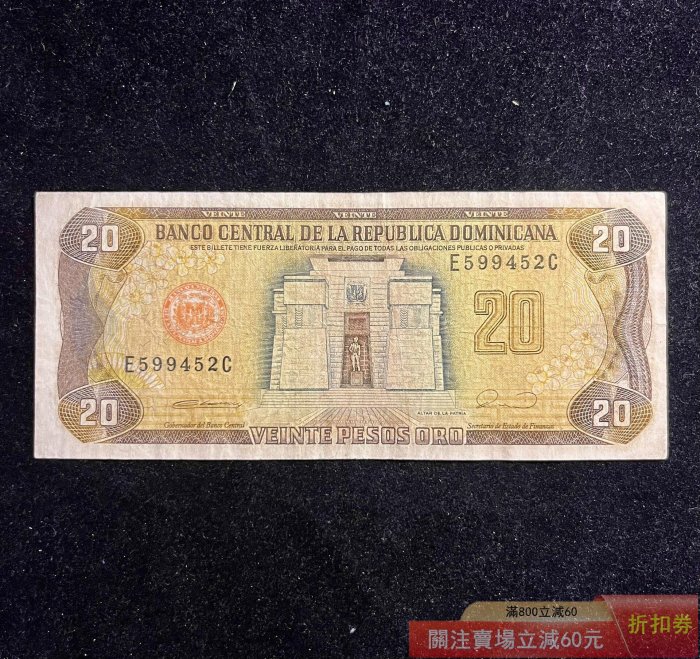 VEINTE VEINTE VEINTE
BANCO CENTRAL DE LA REPUBLICA DOMINICANA
ESTE BILLETE TIENE FUERZA LIBERATORIA PARA EL PAGO DE TODAS LAS OBLIGACIONES PUBLICAS O PRIVADAS
20 20
E599452C
20
E599452C
ALTAR DE LA PATRIA
20 20
Gobernador del Banco Central Secretario de Estado de Finanzas
VEINTE PESOS ORO
滿800立減60
關注賣場立減60元
折扣券